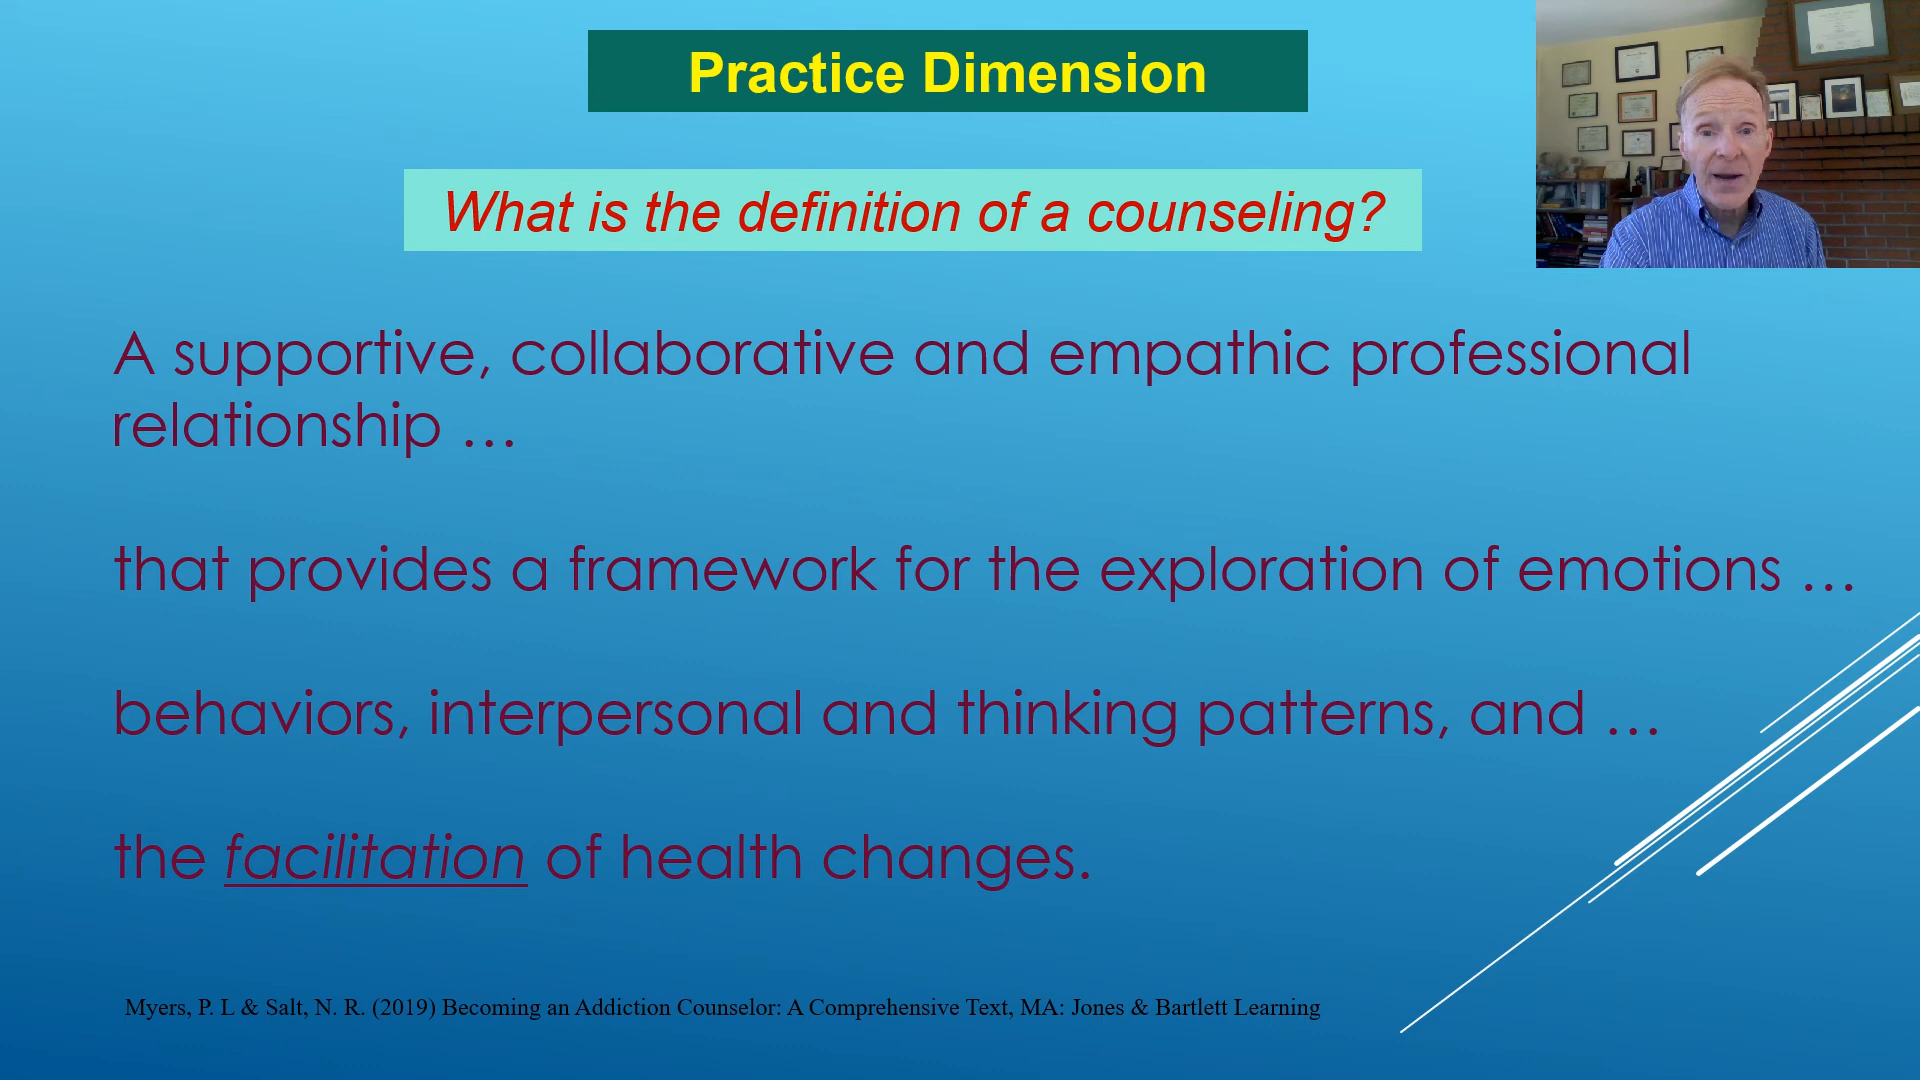 Practice Dimension
What is the definition of a counseling?
A supportive, collaborative and empathic professional
relationship …
that provides a framework for the exploration of emotions …
behaviors, interpersonal and thinking patterns, and …
the facilitation of health changes.
Myers, P. L & Salt, N. R. (2019) Becoming an Addiction Counselor: A Comprehensive Text, MA: Jones & Bartlett Learning